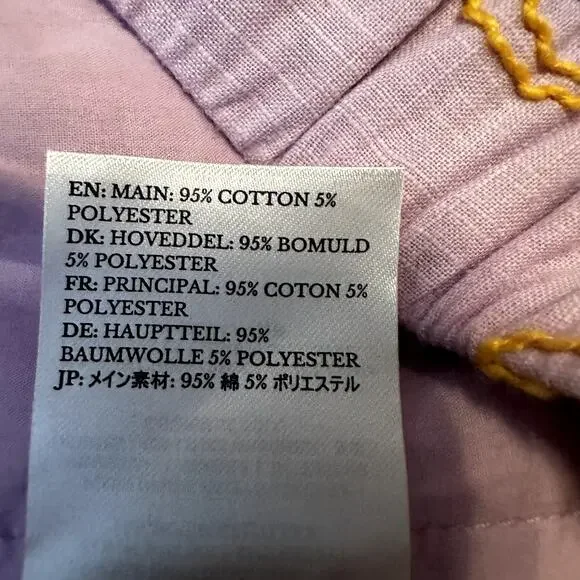 EN: MAIN: 95% COTTON 5%
POLYESTER
DK: HOVEDDEL: 95% BOMULD
5% POLYESTER
FR: PRINCIPAL: 95% COTON 5%
POLYESTER
DE: HAUPTTEIL: 95%
BAUMWOLLE 5% POLYESTER
JP: メイン素材: 95% 綿 5% ポリエステル